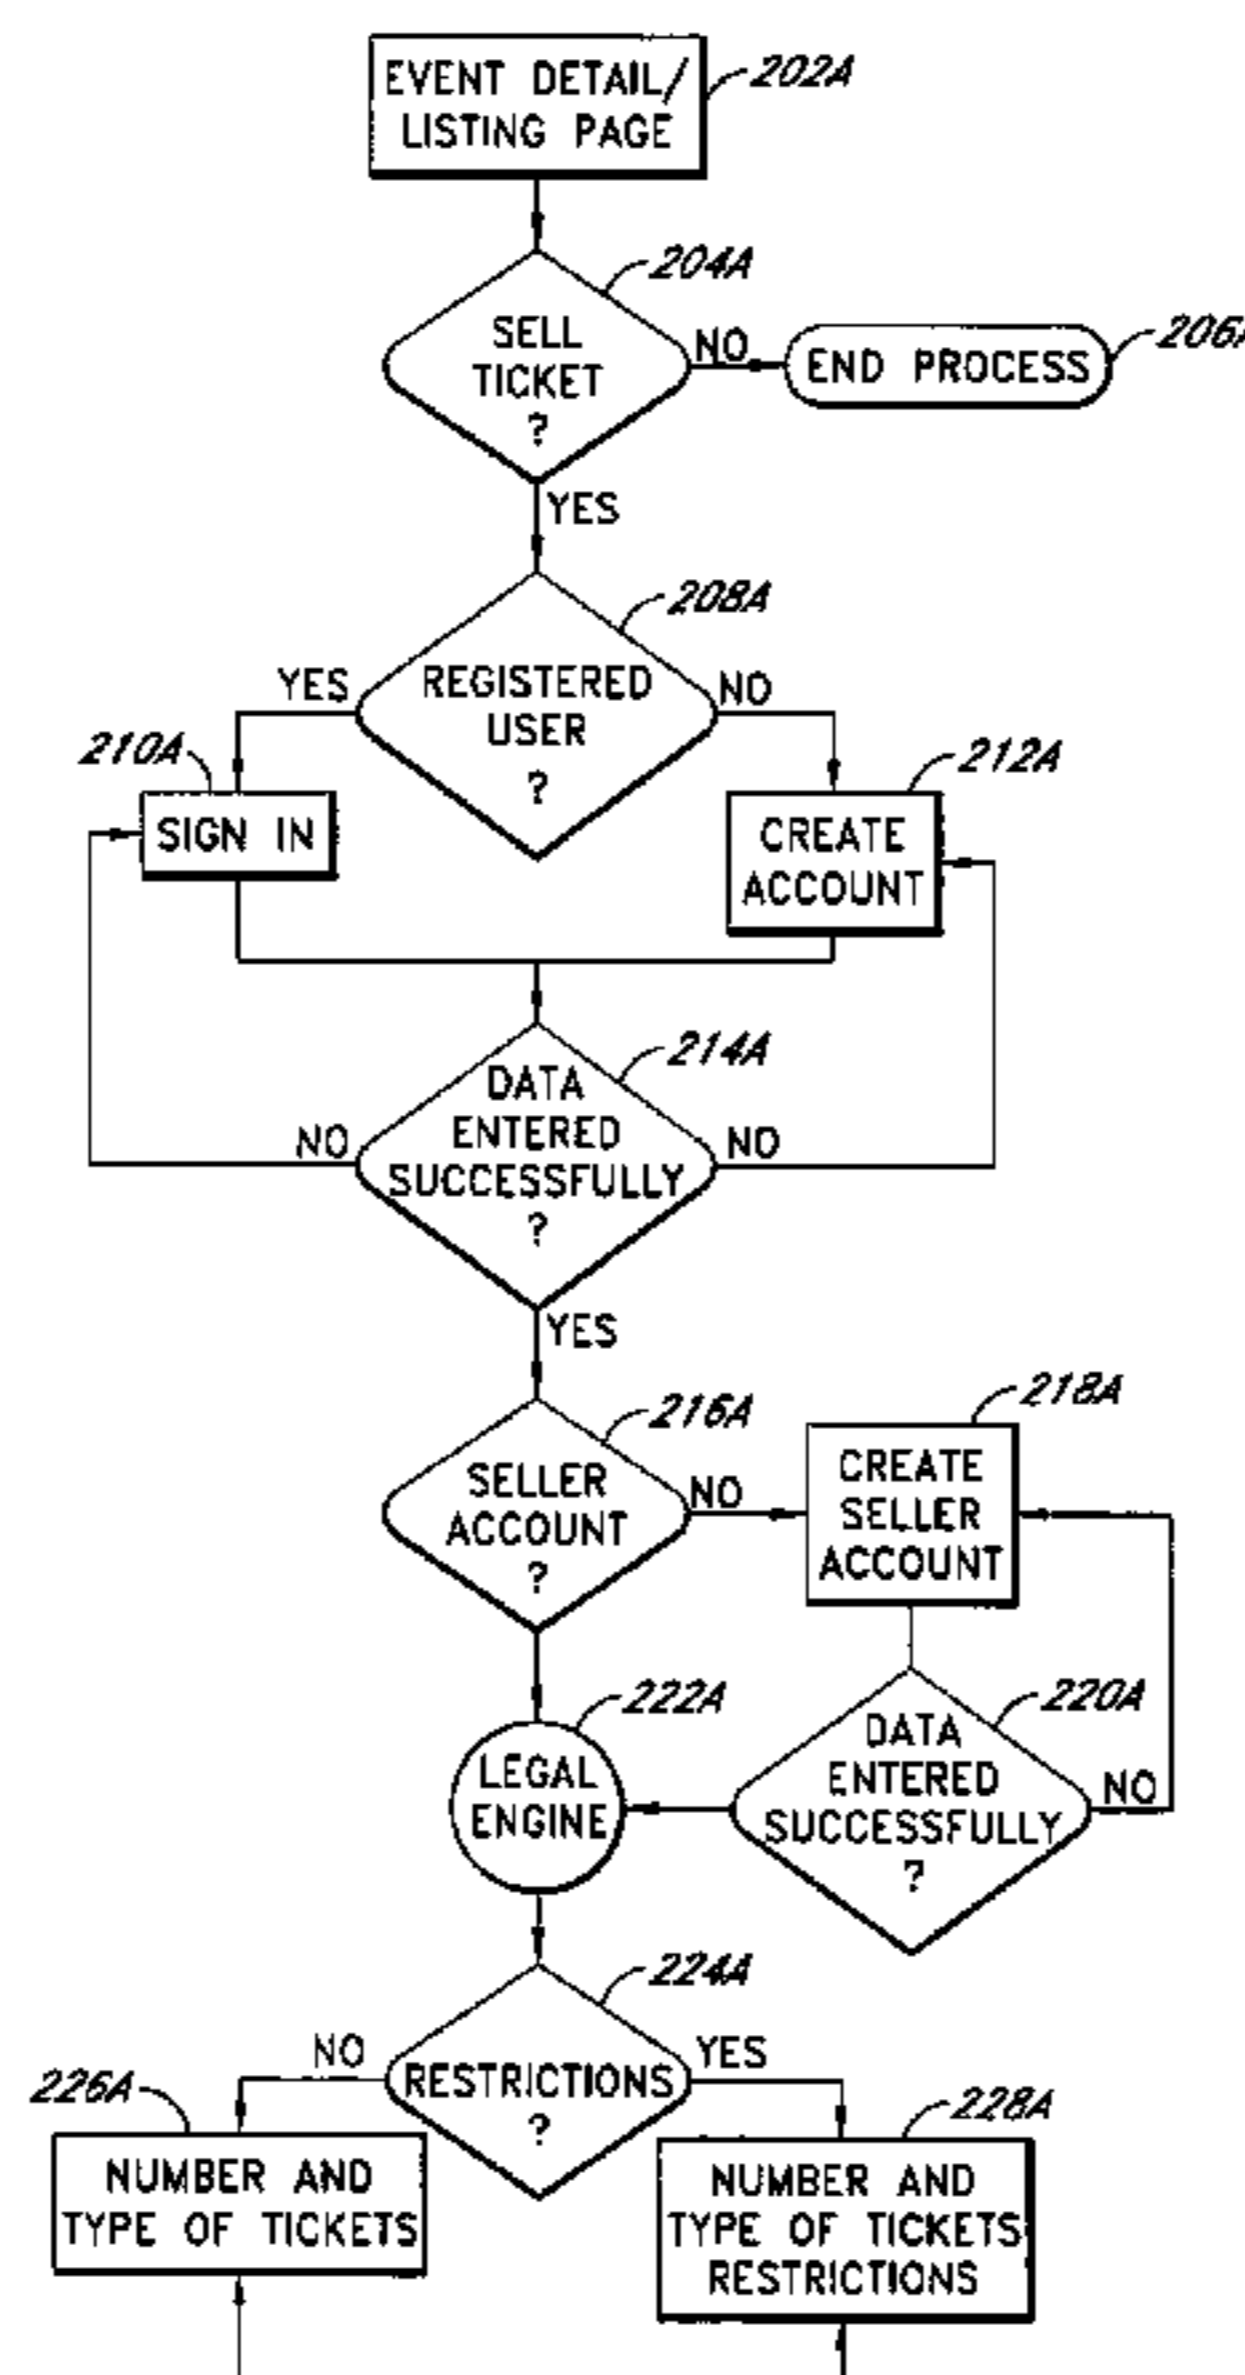 EVENT DETAIL/
LISTING PAGE
202A
204A
SELL
TICKET
?
NO
END PROCESS
206A
YES
208A
REGISTERED
USER
?
YES
NO
210A
SIGN IN
212A
CREATE
ACCOUNT
214A
DATA
ENTERED
SUCCESSFULLY
?
NO
NO
YES
216A
SELLER
ACCOUNT
?
NO
218A
CREATE
SELLER
ACCOUNT
222A
LEGAL
ENGINE
220A
DATA
ENTERED
SUCCESSFULLY
?
NO
224A
RESTRICTIONS
?
NO
YES
226A
NUMBER AND
TYPE OF TICKETS
228A
NUMBER AND
TYPE OF TICKETS
RESTRICTIONS